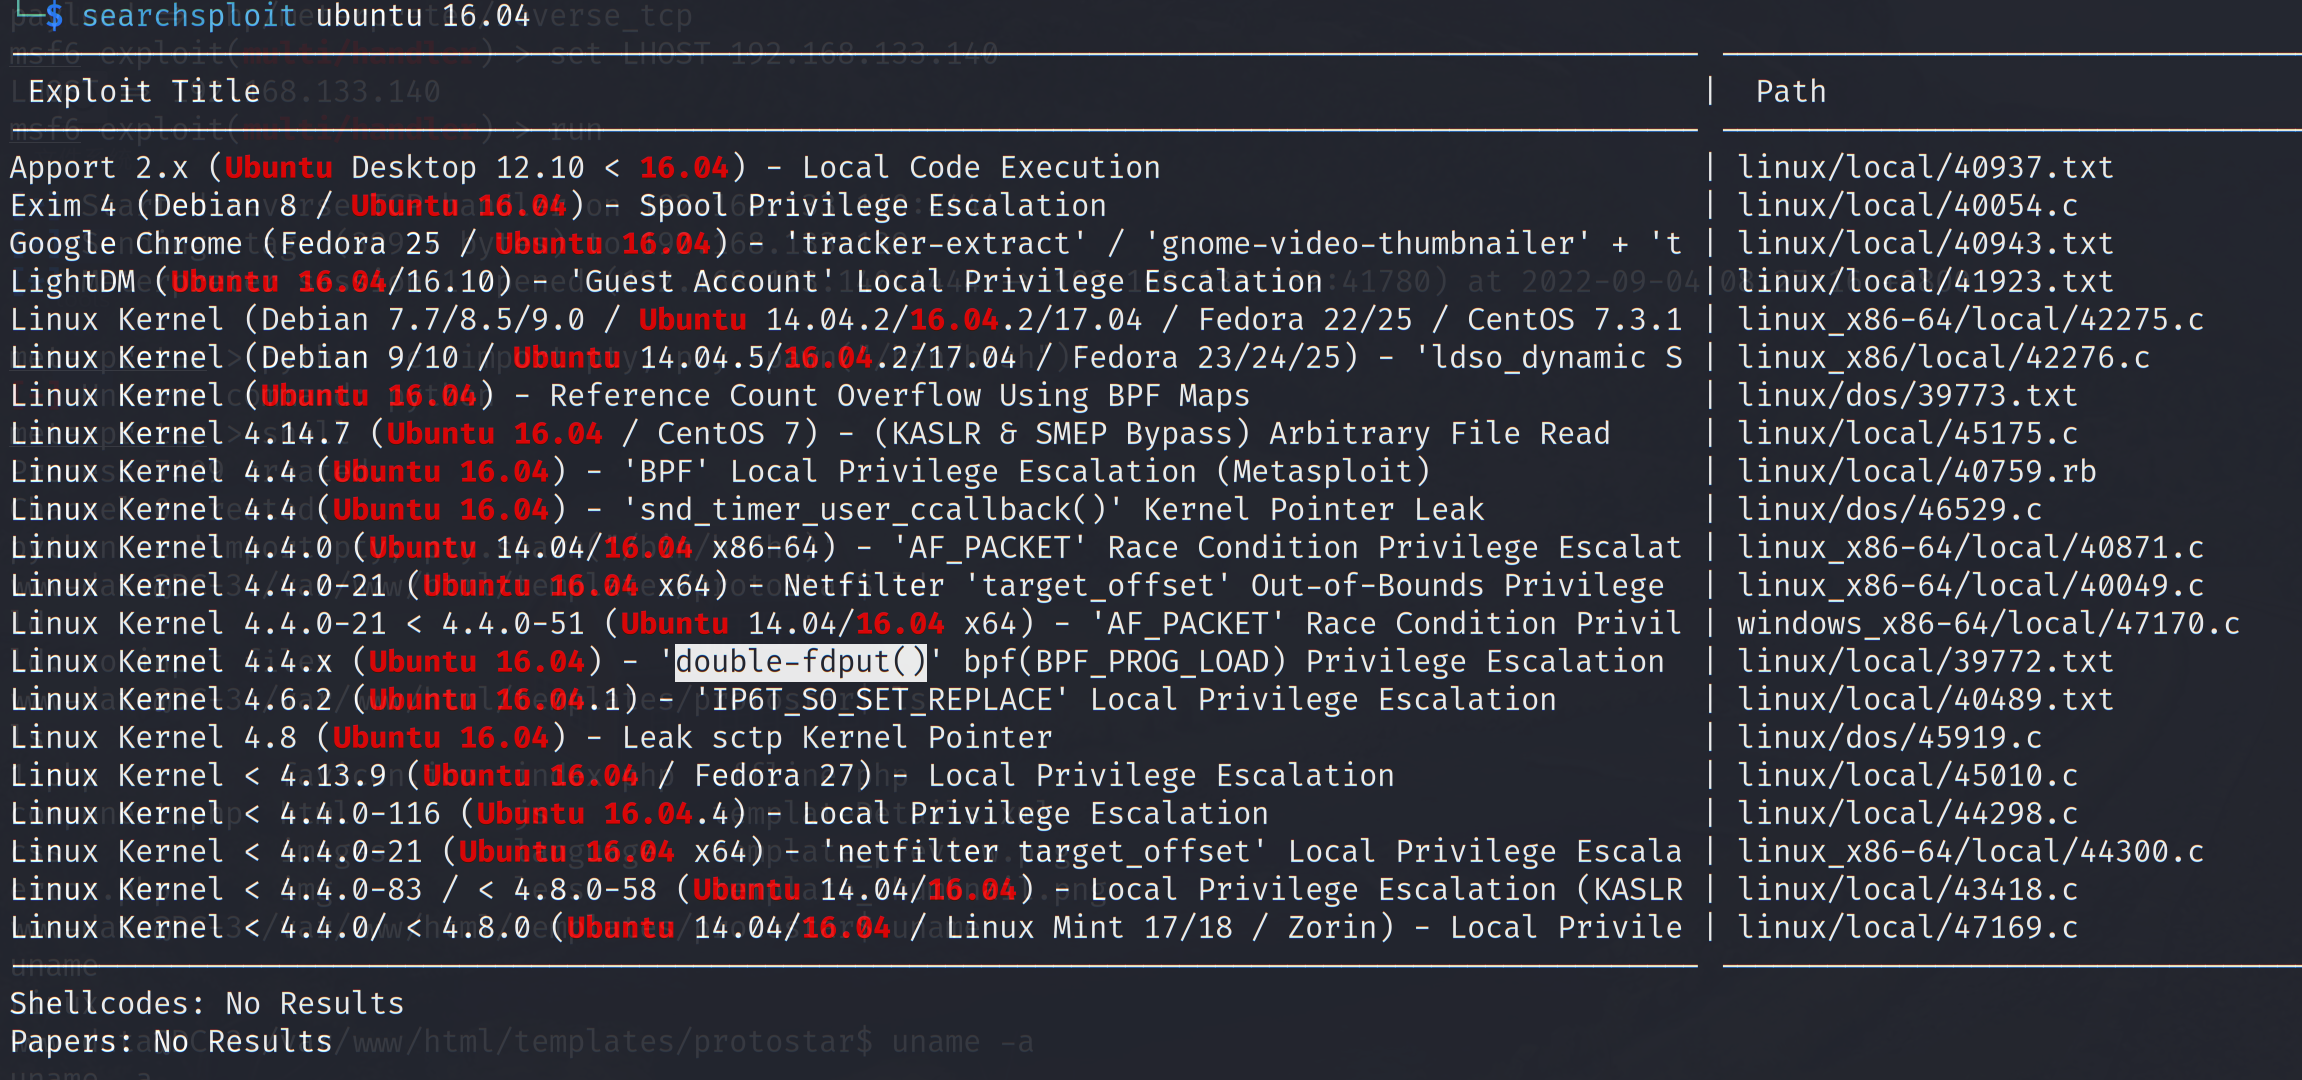 $ searchsploit ubuntu 16.04
Exploit Title | Path
Apport 2.x (Ubuntu Desktop 12.10 < 16.04) - Local Code Execution | linux/local/40937.txt
Exim 4 (Debian 8 / Ubuntu 16.04) - Spool Privilege Escalation | linux/local/40054.c
Google Chrome (Fedora 25 / Ubuntu 16.04) - 'tracker-extract' / 'gnome-video-thumbnailer' + 't | linux/local/40943.txt
LightDM (Ubuntu 16.04/16.10) - 'Guest Account' Local Privilege Escalation | linux/local/41923.txt
Linux Kernel (Debian 7.7/8.5/9.0 / Ubuntu 14.04.2/16.04.2/17.04 / Fedora 22/25 / CentOS 7.3.1 | linux_x86-64/local/42275.c
Linux Kernel (Debian 9/10 / Ubuntu 14.04.5/16.04.2/17.04 / Fedora 23/24/25) - 'ldso_dynamic S | linux_x86/local/42276.c
Linux Kernel (Ubuntu 16.04) - Reference Count Overflow Using BPF Maps | linux/dos/39773.txt
Linux Kernel 4.14.7 (Ubuntu 16.04 / CentOS 7) - (KASLR & SMEP Bypass) Arbitrary File Read | linux/local/45175.c
Linux Kernel 4.4 (Ubuntu 16.04) - 'BPF' Local Privilege Escalation (Metasploit) | linux/local/40759.rb
Linux Kernel 4.4 (Ubuntu 16.04) - 'snd_timer_user_ccallback()' Kernel Pointer Leak | linux/dos/46529.c
Linux Kernel 4.4.0 (Ubuntu 14.04/16.04 x86-64) - 'AF_PACKET' Race Condition Privilege Escalat | linux_x86-64/local/40871.c
Linux Kernel 4.4.0-21 (Ubuntu 16.04 x64) - Netfilter 'target_offset' Out-of-Bounds Privilege | linux_x86-64/local/40049.c
Linux Kernel 4.4.0-21 < 4.4.0-51 (Ubuntu 14.04/16.04 x64) - 'AF_PACKET' Race Condition Privil | windows_x86-64/local/47170.c
Linux Kernel 4.4.x (Ubuntu 16.04) - 'double-fdput()' bpf(BPF_PROG_LOAD) Privilege Escalation | linux/local/39772.txt
Linux Kernel 4.6.2 (Ubuntu 16.04.1) - 'IP6T_SO_SET_REPLACE' Local Privilege Escalation | linux/local/40489.txt
Linux Kernel 4.8 (Ubuntu 16.04) - Leak sctp Kernel Pointer | linux/dos/45919.c
Linux Kernel < 4.13.9 (Ubuntu 16.04 / Fedora 27) - Local Privilege Escalation | linux/local/45010.c
Linux Kernel < 4.4.0-116 (Ubuntu 16.04.4) - Local Privilege Escalation | linux/local/44298.c
Linux Kernel < 4.4.0-21 (Ubuntu 16.04 x64) - 'netfilter target_offset' Local Privilege Escala | linux_x86-64/local/44300.c
Linux Kernel < 4.4.0-83 / < 4.8.0-58 (Ubuntu 14.04/16.04) - Local Privilege Escalation (KASLR | linux/local/43418.c
Linux Kernel < 4.4.0/ < 4.8.0 (Ubuntu 14.04/16.04 / Linux Mint 17/18 / Zorin) - Local Privile | linux/local/47169.c
Shellcodes: No Results
Papers: No Results